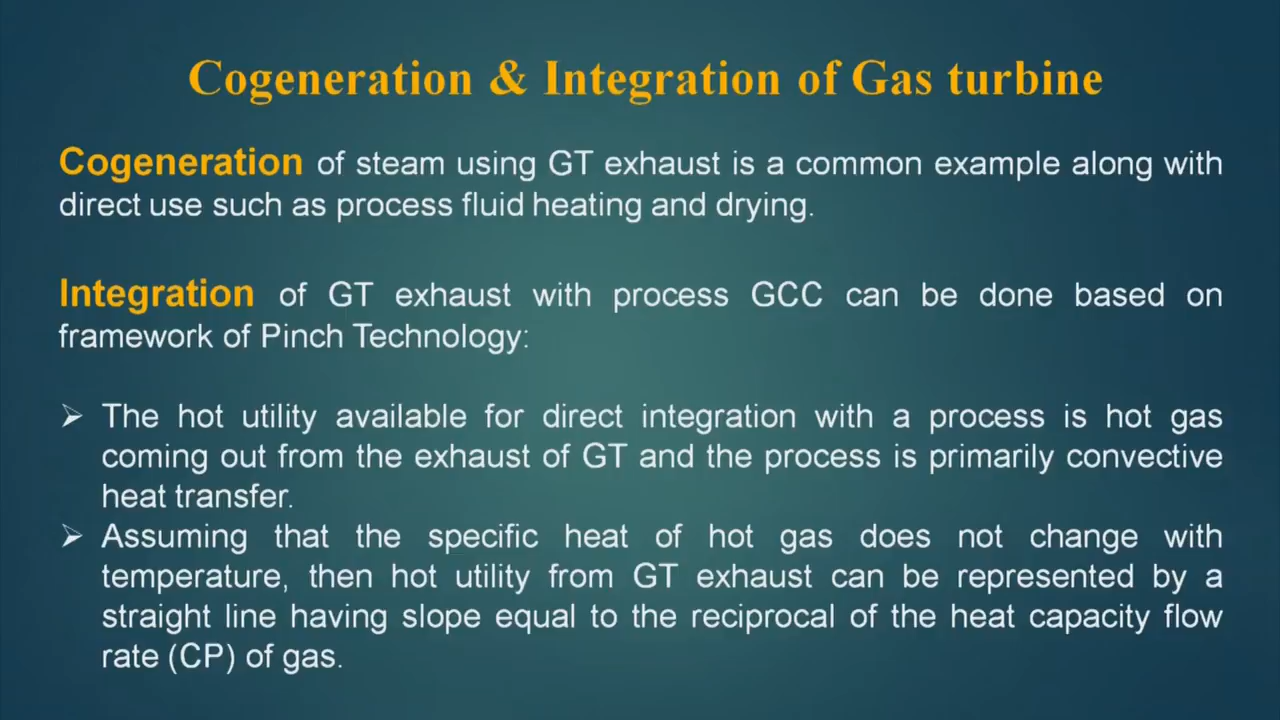 Cogeneration & Integration of Gas turbine
Cogeneration of steam using GT exhaust is a common example along with
direct use such as process fluid heating and drying.
Integration of GT exhaust with process GCC can be done based on
framework of Pinch Technology:
➢ The hot utility available for direct integration with a process is hot gas
coming out from the exhaust of GT and the process is primarily convective
heat transfer.
➢ Assuming that the specific heat of hot gas does not change with
temperature, then hot utility from GT exhaust can be represented by a
straight line having slope equal to the reciprocal of the heat capacity flow
rate (CP) of gas.